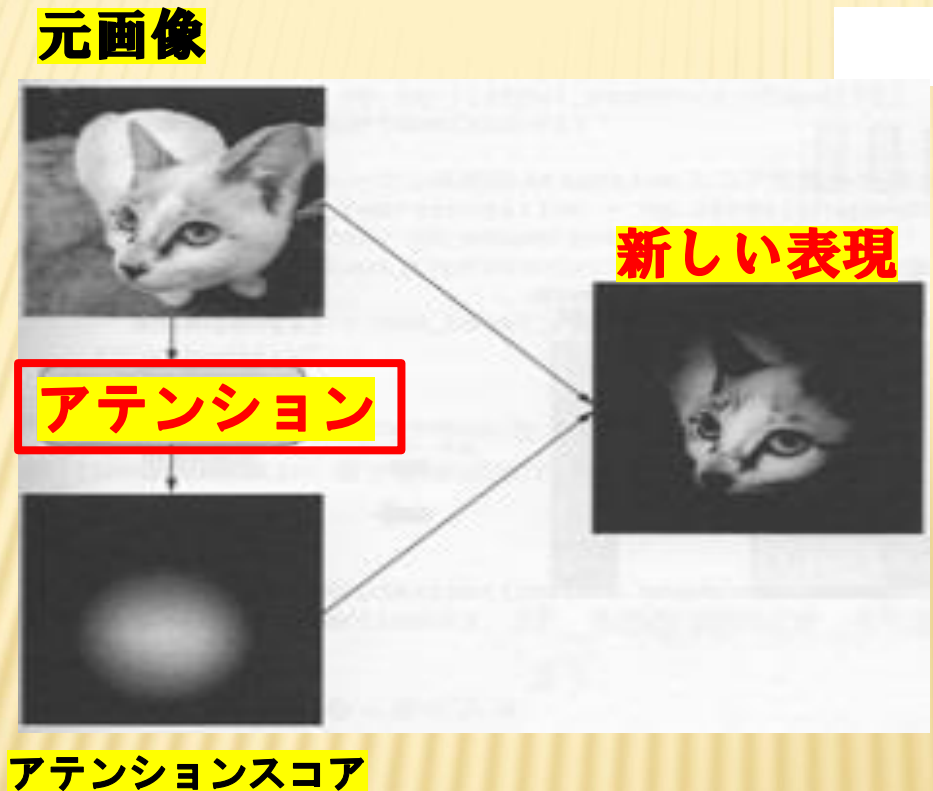 元画像
新しい表現
アテンション
アテンションスコア